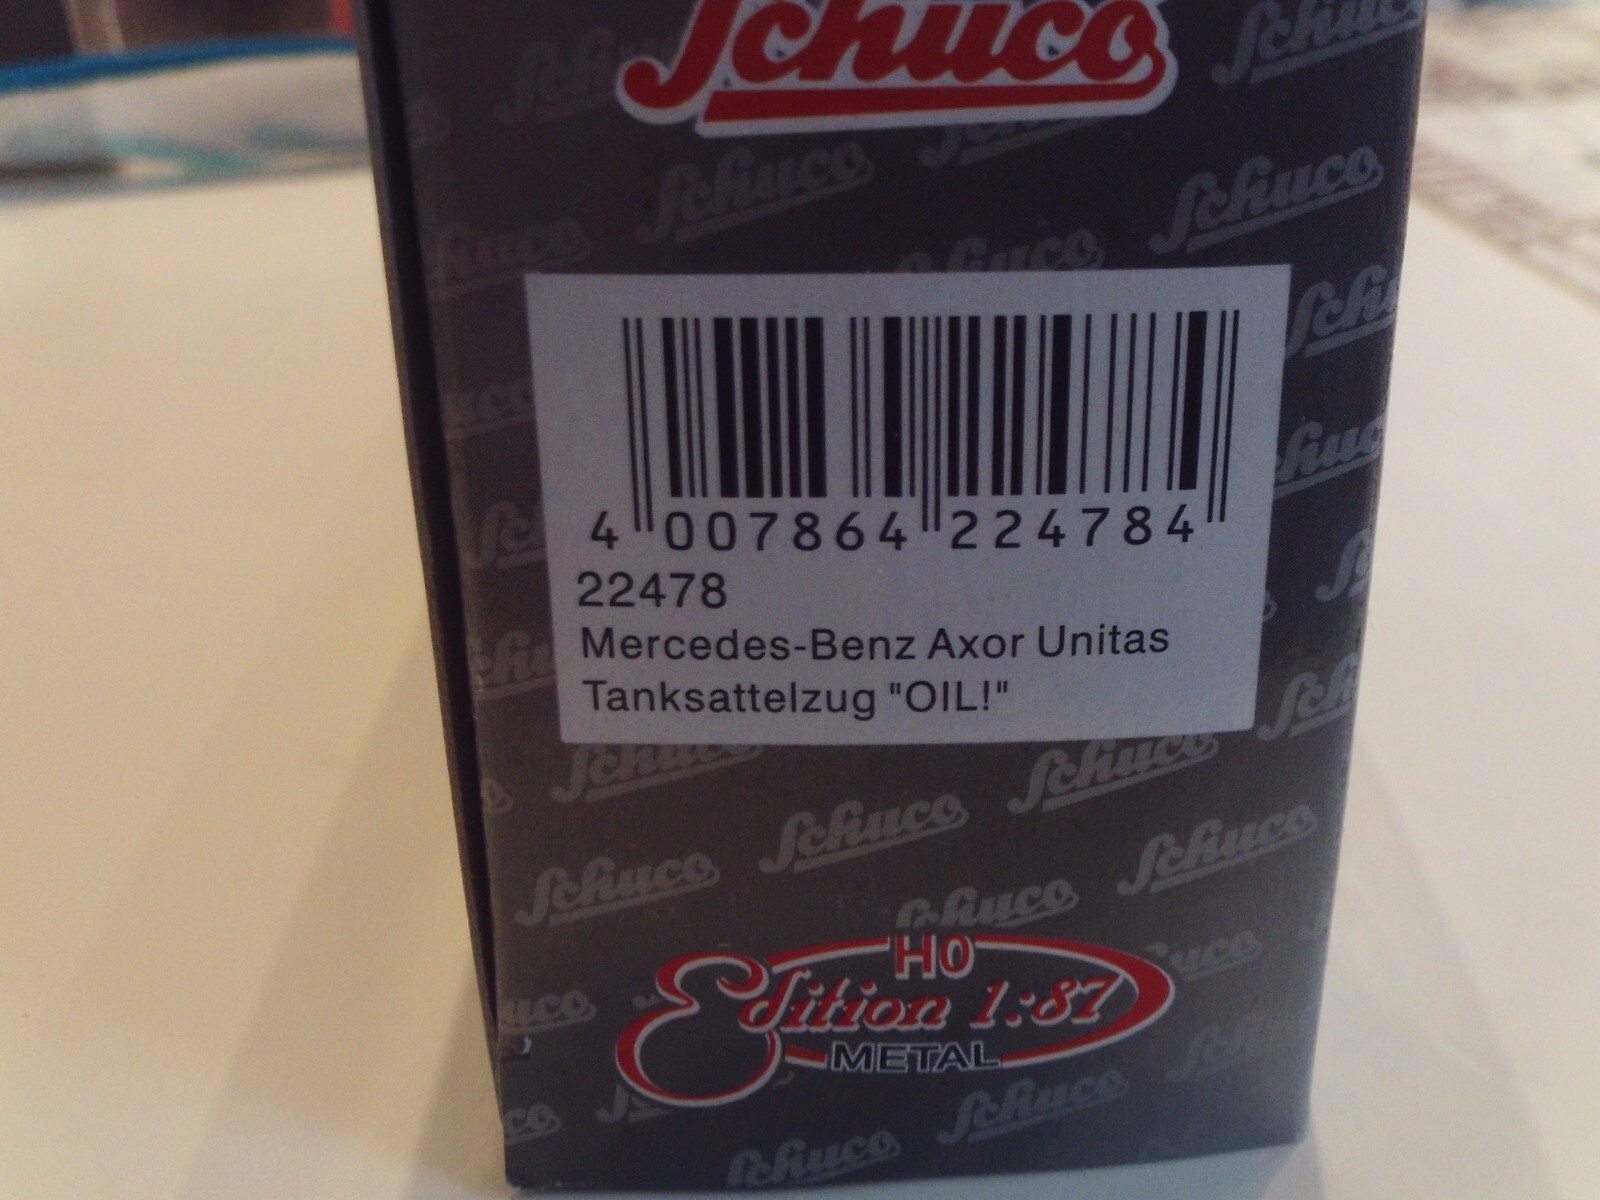 Schuco
4 007864 224784
22478
Mercedes-Benz Axor Unitas
Tanksattelzug "OIL!"
H0
Edition 1:87
METAL